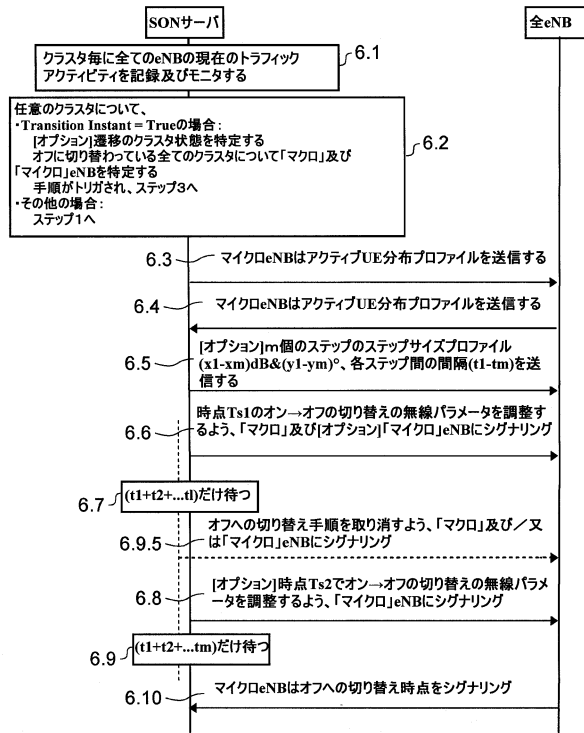 SONサーバ
全eNB
クラスタ毎に全てのeNBの現在のトラフィック
アクティビティを記録及びモニタする
6.1
任意のクラスタについて、
・Transition Instant = Trueの場合:
[オプション]遷移のクラスタ状態を特定する
オフに切り替わっている全てのクラスタについて「マクロ」及び
「マイクロ」eNBを特定する
手順がトリガされ、ステップ3へ
・その他の場合:
ステップ1へ
6.2
6.3
マイクロeNBはアクティブUE分布プロファイルを送信する
6.4
マイクロeNBはアクティブUE分布プロファイルを送信する
6.5
[オプション]m個のステップのステップサイズプロファイル
(x1-xm)dB&(y1-ym)°、各ステップ間の間隔(t1-tm)を送
信する
6.6
時点Ts1のオン→オフの切り替えの無線パラメータを調整す
るよう、「マクロ」及び[オプション]「マイクロ」eNBにシグナリング
6.7
(t1+t2+...tl)だけ待つ
6.9.5
オフへの切り替え手順を取り消すよう、「マクロ」及び/又
は「マイクロ」eNBにシグナリング
6.8
[オプション]時点Ts2でオン→オフの切り替えの無線パラメ
ータを調整するよう、「マイクロ」eNBにシグナリング
6.9
(t1+t2+...tm)だけ待つ
6.10
マイクロeNBはオフへの切り替え時点をシグナリング